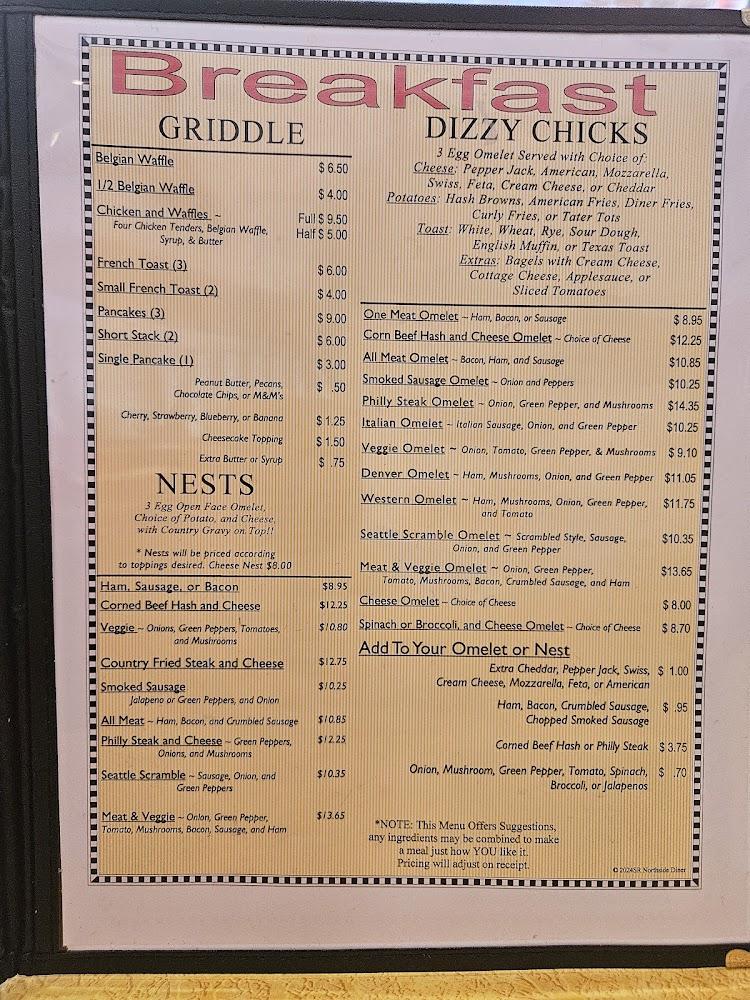 Breakfast
GRIDDLE
Belgian Waffle $ 6.50
1/2 Belgian Waffle $ 4.00
Chicken and Waffles ~ Full $ 9.50
Four Chicken Tenders, Belgian Waffle, Half $ 5.00
Syrup, & Butter
French Toast (3) $ 6.00
Small French Toast (2) $ 4.00
Pancakes (3) $ 9.00
Short Stack (2) $ 6.00
Single Pancake (1) $ 3.00
Peanut Butter, Pecans, $ .50
Chocolate Chips, or M&M's
Cherry, Strawberry, Blueberry, or Banana $ 1.25
Cheesecake Topping $ 1.50
Extra Butter or Syrup $ .75
NESTS
3 Egg Open Face Omelet,
Choice of Potato, and Cheese,
with Country Gravy on Top!!
* Nests will be priced according
to toppings desired. Cheese Nest $8.00
Ham, Sausage, or Bacon $8.95
Corned Beef Hash and Cheese $12.25
Veggie ~ Onions, Green Peppers, Tomatoes, $10.80
and Mushrooms
Country Fried Steak and Cheese $12.75
Smoked Sausage $10.25
Jalapeno or Green Peppers, and Onion
All Meat ~ Ham, Bacon, and Crumbled Sausage $10.85
Philly Steak and Cheese ~ Green Peppers, $12.25
Onions, and Mushrooms
Seattle Scramble ~ Sausage, Onion, and $10.35
Green Peppers
Meat & Veggie ~ Onion, Green Pepper, $13.65
Tomato, Mushrooms, Bacon, Sausage, and Ham
DIZZY CHICKS
3 Egg Omelet Served with Choice of:
Cheese: Pepper Jack, American, Mozzarella,
Swiss, Feta, Cream Cheese, or Cheddar
Potatoes: Hash Browns, American Fries, Diner Fries,
Curly Fries, or Tater Tots
Toast: White, Wheat, Rye, Sour Dough,
English Muffin, or Texas Toast
Extras: Bagels with Cream Cheese,
Cottage Cheese, Applesauce, or
Sliced Tomatoes
One Meat Omelet ~ Ham, Bacon, or Sausage $ 8.95
Corn Beef Hash and Cheese Omelet ~ Choice of Cheese $12.25
All Meat Omelet ~ Bacon, Ham, and Sausage $10.85
Smoked Sausage Omelet ~ Onion and Peppers $10.25
Philly Steak Omelet ~ Onion, Green Pepper, and Mushrooms $14.35
Italian Omelet ~ Italian Sausage, Onion, and Green Pepper $10.25
Veggie Omelet ~ Onion, Tomato, Green Pepper, & Mushrooms $ 9.10
Denver Omelet ~ Ham, Mushrooms, Onion, and Green Pepper $11.05
Western Omelet ~ Ham, Mushrooms, Onion, Green Pepper, $11.75
and Tomato
Seattle Scramble Omelet ~ Scrambled Style, Sausage, $10.35
Onion, and Green Pepper
Meat & Veggie Omelet ~ Onion, Green Pepper, $13.65
Tomato, Mushrooms, Bacon, Crumbled Sausage, and Ham
Cheese Omelet ~ Choice of Cheese $ 8.00
Spinach or Broccoli, and Cheese Omelet ~ Choice of Cheese $ 8.70
Add To Your Omelet or Nest
Extra Cheddar, Pepper Jack, Swiss, $ 1.00
Cream Cheese, Mozzarella, Feta, or American
Ham, Bacon, Crumbled Sausage, $ .95
Chopped Smoked Sausage
Corned Beef Hash or Philly Steak $ 3.75
Onion, Mushroom, Green Pepper, Tomato, Spinach, $ .70
Broccoli, or Jalapenos
*NOTE: This Menu Offers Suggestions,
any ingredients may be combined to make
a meal just how YOU like it.
Pricing will adjust on receipt.
© 2024SR Northside Diner